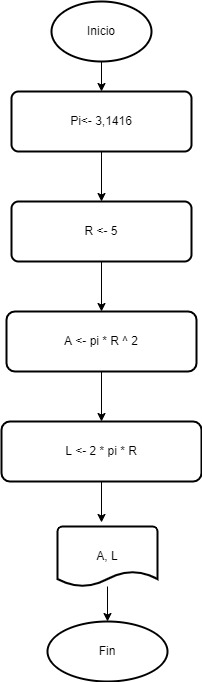 Inicio
Pi<- 3,1416
R <- 5
A <- pi * R ^ 2
L <- 2 * pi * R
A, L
Fin